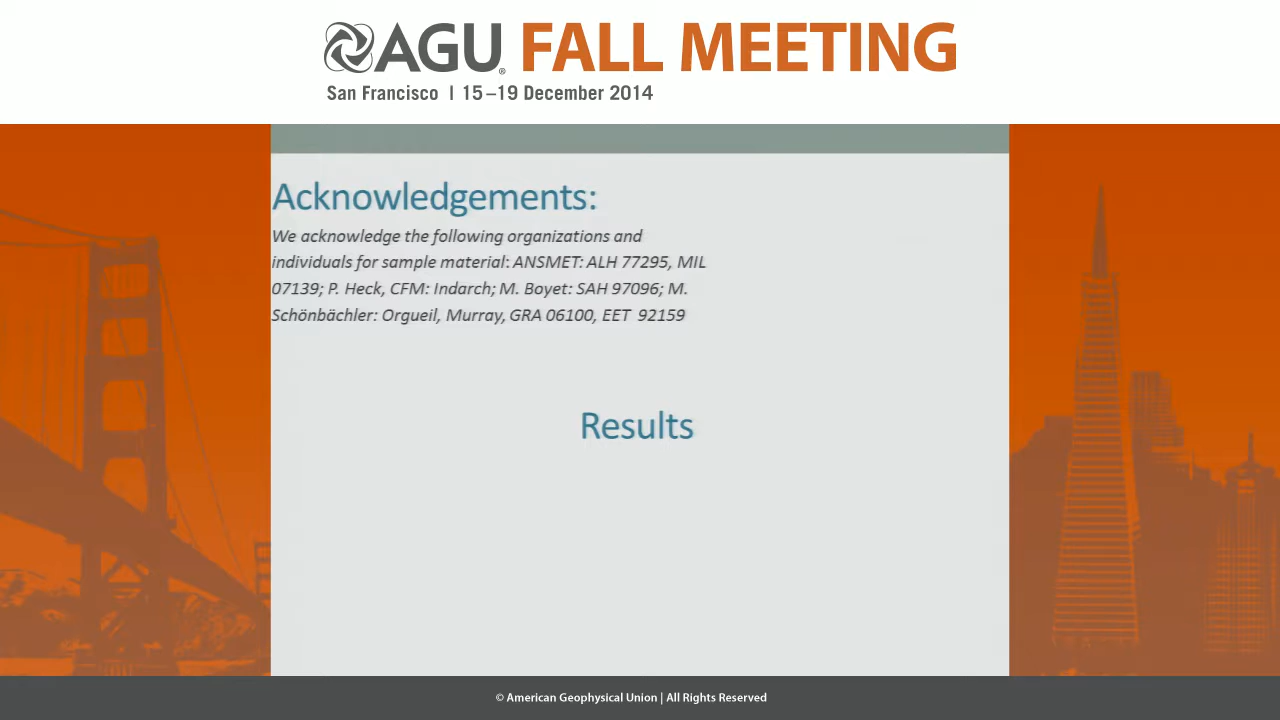 AGU® FALL MEETING
San Francisco | 15–19 December 2014
Acknowledgements:
We acknowledge the following organizations and
individuals for sample material: ANSMET: ALH 77295, MIL
07139; P. Heck, CFM: Indarch; M. Boyet: SAH 97096; M.
Schönbächler: Orgueil, Murray, GRA 06100, EET 92159
Results
© American Geophysical Union | All Rights Reserved